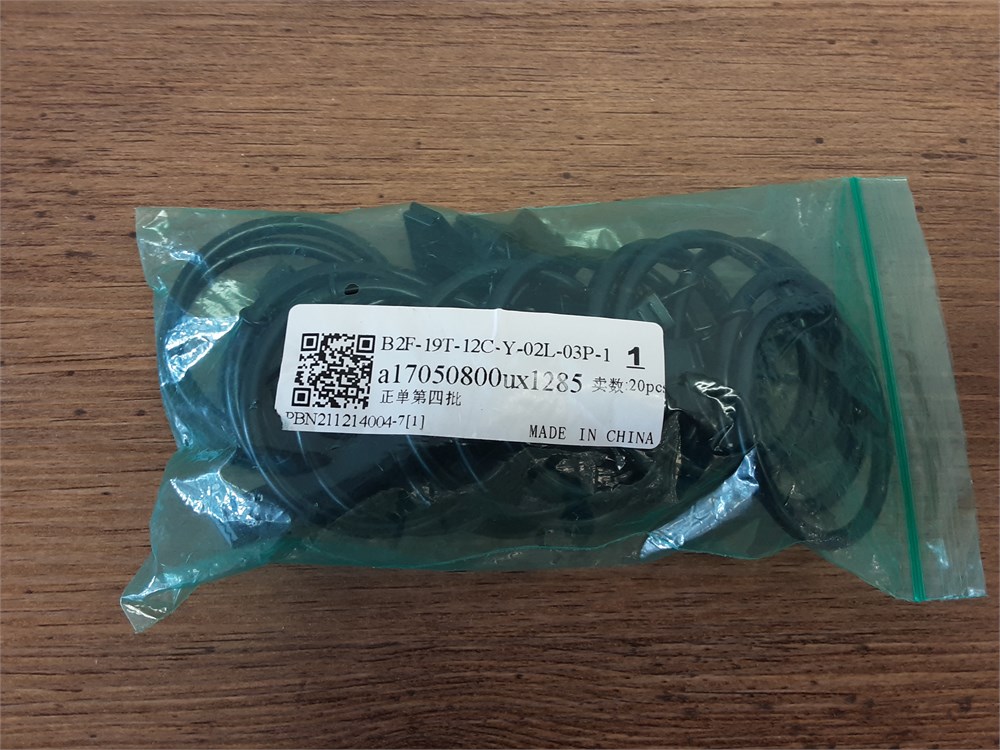 B2F-19T-12C-Y-02L-03P-1 1
a17050800ux1285 卖数:20pcs
正单第四批
PBN211214004-7[1]
MADE IN CHINA